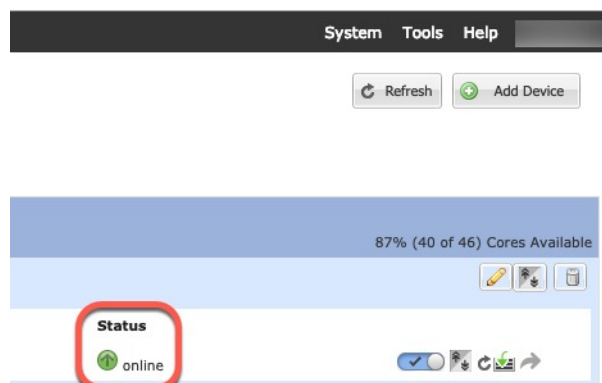 System Tools Help
Refresh Add Device
87% (40 of 46) Cores Available
Status
online